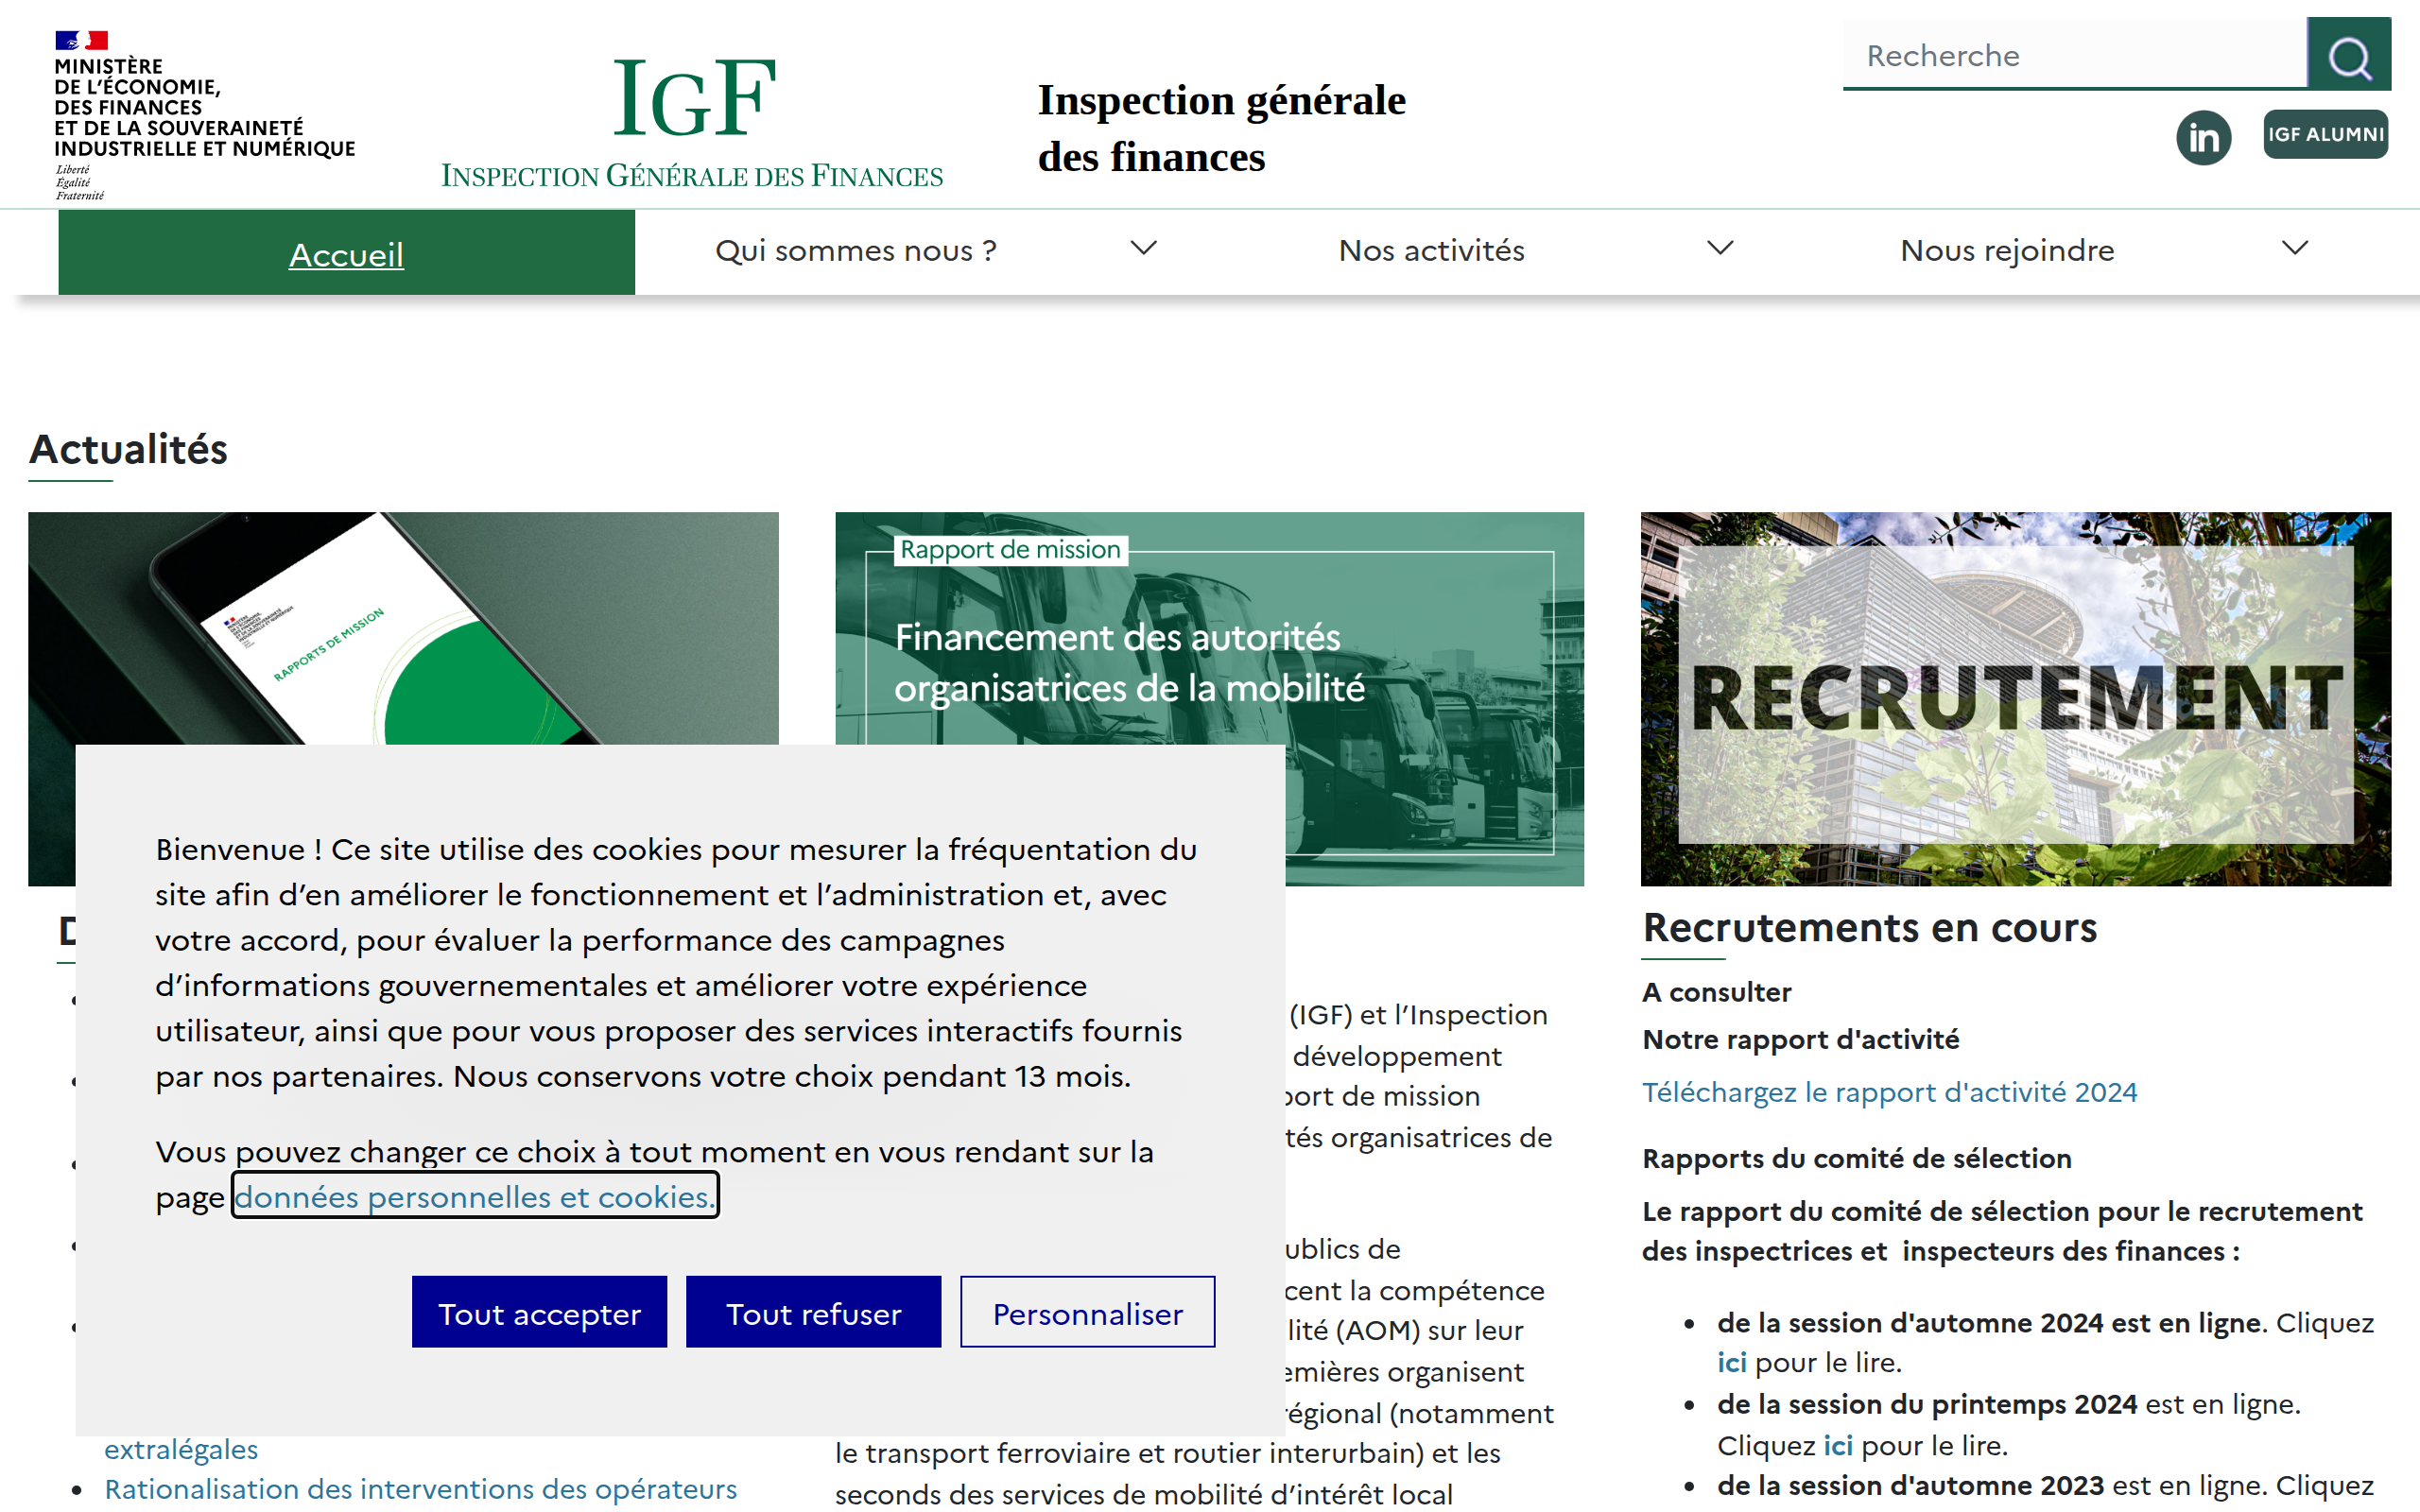 MINISTÈRE
DE L'ÉCONOMIE,
DES FINANCES
ET DE LA SOUVERAINETÉ
INDUSTRIELLE ET NUMÉRIQUE
Liberté
Égalité
Fraternité
IGF
INSPECTION GÉNÉRALE DES FINANCES
Inspection générale
des finances
Recherche
in
IGF ALUMNI
Accueil
Qui sommes nous ?
Nos activités
Nous rejoindre
Actualités
RAPPORTS DE MISSION
Rapport de mission
Financement des autorités
organisatrices de la mobilité
RECRUTEMENT
Bienvenue ! Ce site utilise des cookies pour mesurer la fréquentation du
site afin d’en améliorer le fonctionnement et l’administration et, avec
votre accord, pour évaluer la performance des campagnes
d’informations gouvernementales et améliorer votre expérience
utilisateur, ainsi que pour vous proposer des services interactifs fournis
par nos partenaires. Nous conservons votre choix pendant 13 mois.
Vous pouvez changer ce choix à tout moment en vous rendant sur la
page données personnelles et cookies.
Tout accepter
Tout refuser
Personnaliser
extralégales
Rationalisation des interventions des opérateurs
(IGF) et l’Inspection
développement
de mission
organisatrices de
de
la compétence
(AOM) sur leur
organisent
(notamment
le transport ferroviaire et routier interurbain) et les
seconds des services de mobilité d’intérêt local
Recrutements en cours
A consulter
Notre rapport d'activité
Téléchargez le rapport d'activité 2024
Rapports du comité de sélection
Le rapport du comité de sélection pour le recrutement
des inspectrices et  inspecteurs des finances :
de la session d'automne 2024 est en ligne. Cliquez
ici pour le lire.
de la session du printemps 2024 est en ligne.
Cliquez ici pour le lire.
de la session d'automne 2023 est en ligne. Cliquez